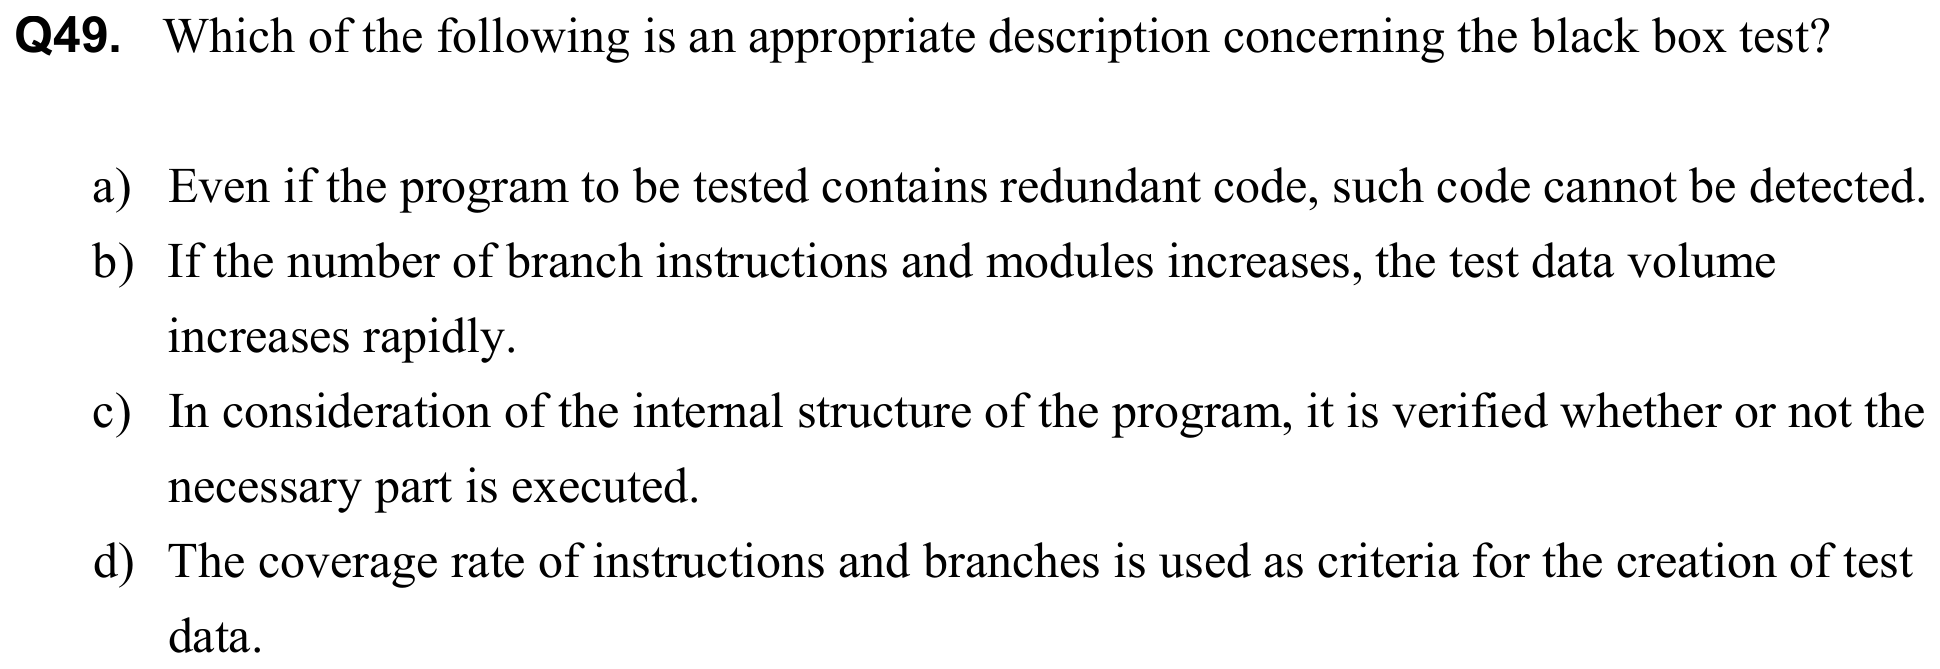 Q49. Which of the following is an appropriate description concerning the black box test?
a) Even if the program to be tested contains redundant code, such code cannot be detected.
b) If the number of branch instructions and modules increases, the test data volume
increases rapidly.
c) In consideration of the internal structure of the program, it is verified whether or not the
necessary part is executed.
d) The coverage rate of instructions and branches is used as criteria for the creation of test
data.